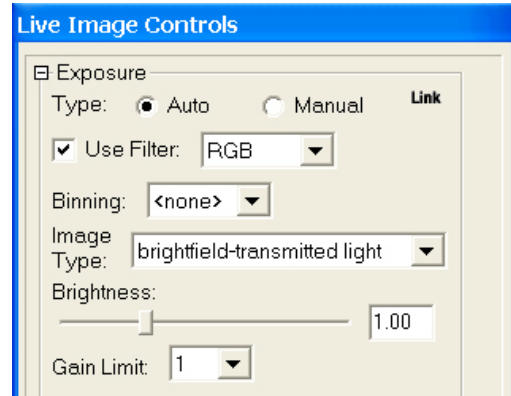 Live Image Controls
Exposure
Type: Auto Manual Link
Use Filter: RGB
Binning: <none>
Image
Type: brightfield-transmitted light
Brightness:
1.00
Gain Limit: 1